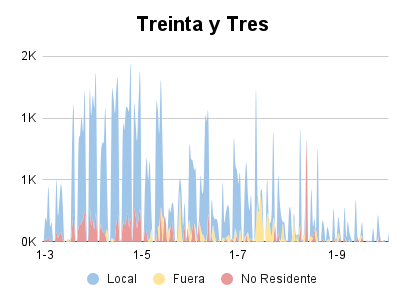 Treinta y Tres
2K
1K
1K
0K
1-3 1-5 1-7 1-9
Local Fuera No Residente